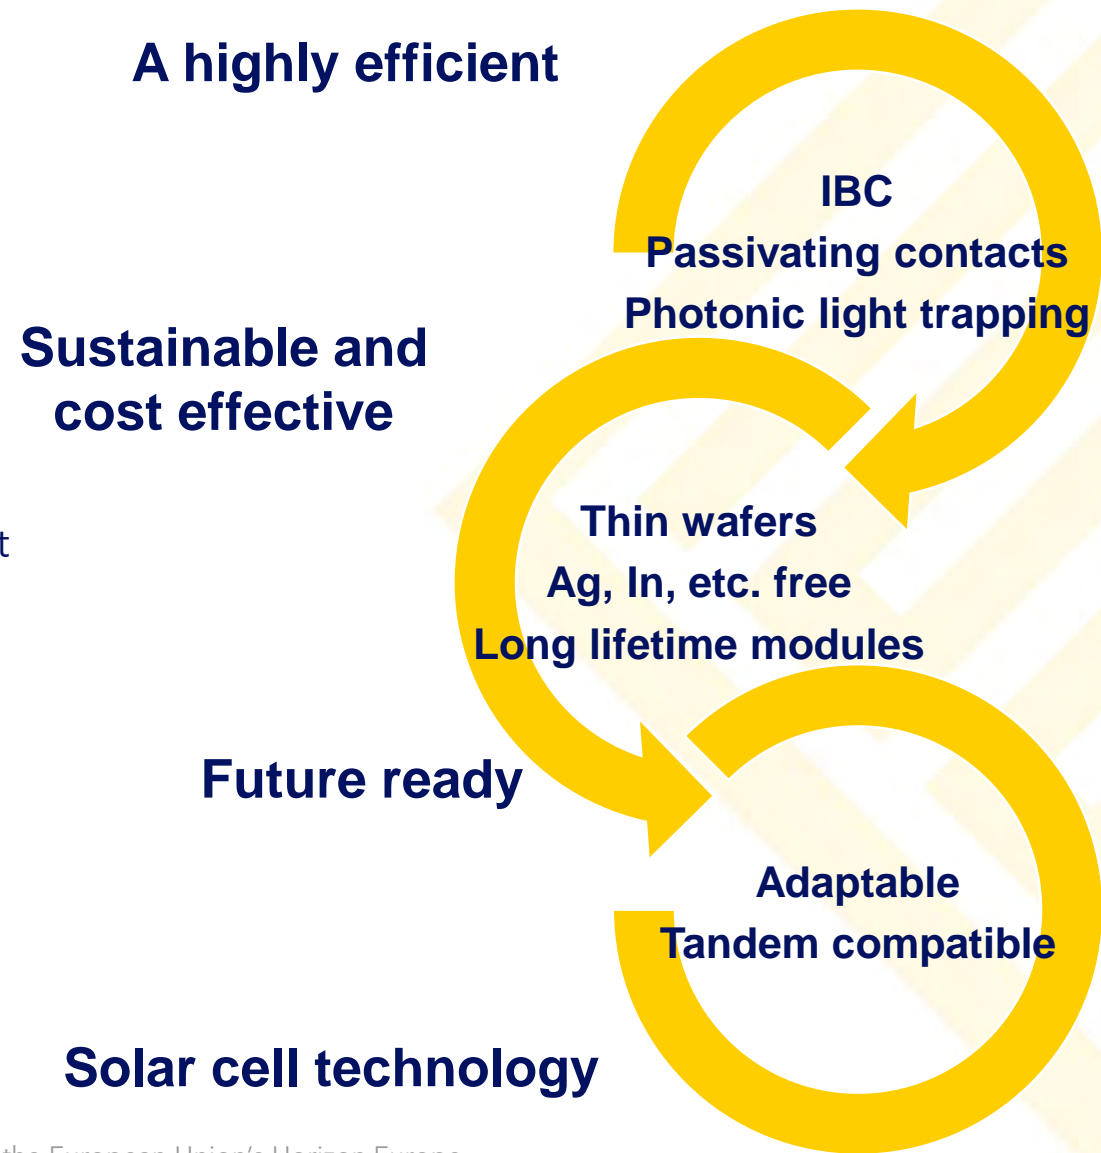 A highly efficient
IBC
Passivating contacts
Photonic light trapping
Sustainable and
cost effective
Thin wafers
Ag, In, etc. free
Long lifetime modules
Future ready
Adaptable
Tandem compatible
Solar cell technology